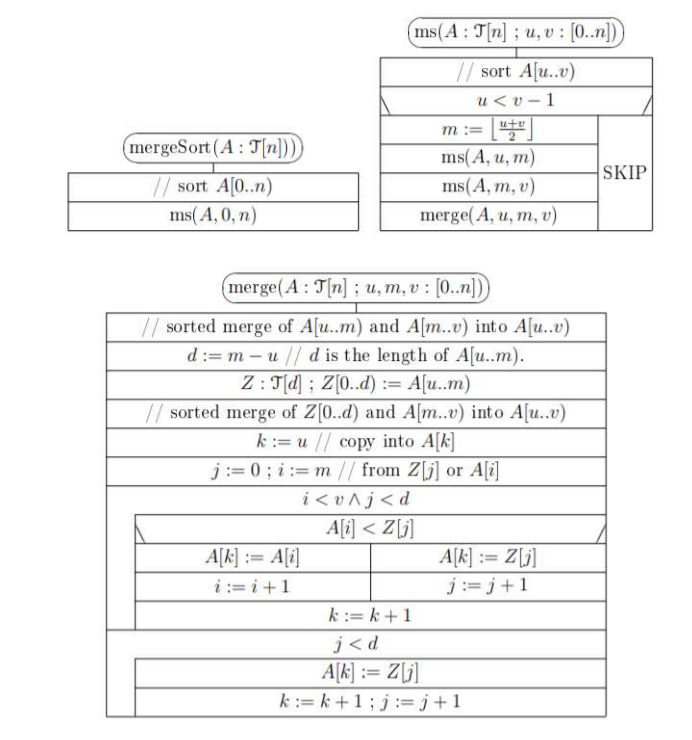 mergeSort(A : 𝒯[n]))
// sort A[0..n)
ms(A, 0, n)
ms(A : 𝒯[n] ; u, v : [0..n])
// sort A[u..v)
u < v − 1
m := ⌊(u+v)/2⌋
ms(A, u, m)
ms(A, m, v)
merge(A, u, m, v)
SKIP
merge(A : 𝒯[n] ; u, m, v : [0..n])
// sorted merge of A[u..m) and A[m..v) into A[u..v)
d := m − u // d is the length of A[u..m).
Z : 𝒯[d] ; Z[0..d) := A[u..m)
// sorted merge of Z[0..d) and A[m..v) into A[u..v)
k := u // copy into A[k]
j := 0 ; i := m // from Z[j] or A[i]
i < v ∧ j < d
A[i] < Z[j]
A[k] := A[i]
i := i + 1
A[k] := Z[j]
j := j + 1
k := k + 1
j < d
A[k] := Z[j]
k := k + 1 ; j := j + 1